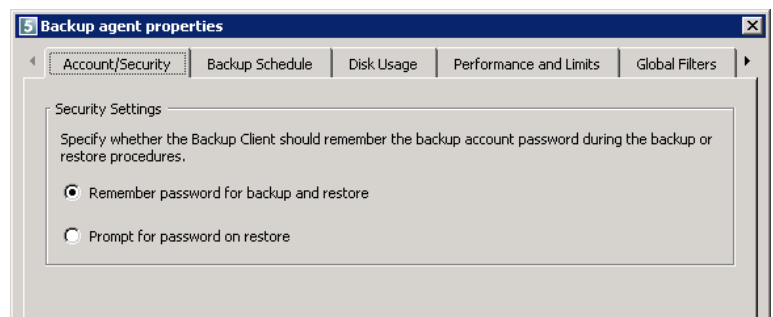 5 Backup agent properties
Account/Security Backup Schedule Disk Usage Performance and Limits Global Filters
Security Settings
Specify whether the Backup Client should remember the backup account password during the backup or
restore procedures.
Remember password for backup and restore
Prompt for password on restore